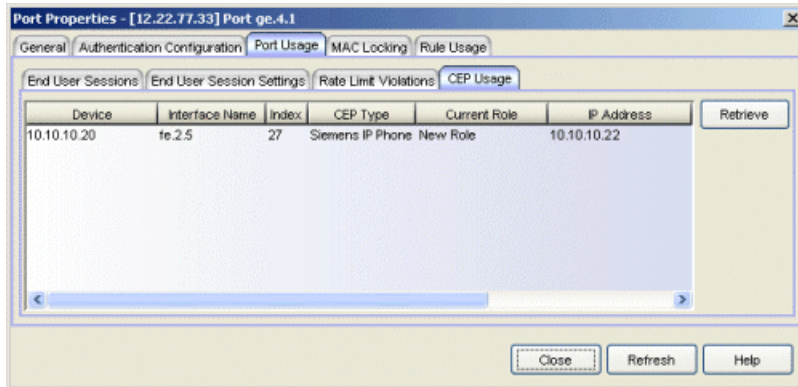 Port Properties - [12.22.77.33] Port ge.4.1
General Authentication Configuration Port Usage MAC Locking Rule Usage
End User Sessions End User Session Settings Rate Limit Violations CEP Usage
Device Interface Name Index CEP Type Current Role IP Address Retrieve
10.10.10.20 fe.2.5 27 Siemens IP Phone New Role 10.10.10.22
Close Refresh Help